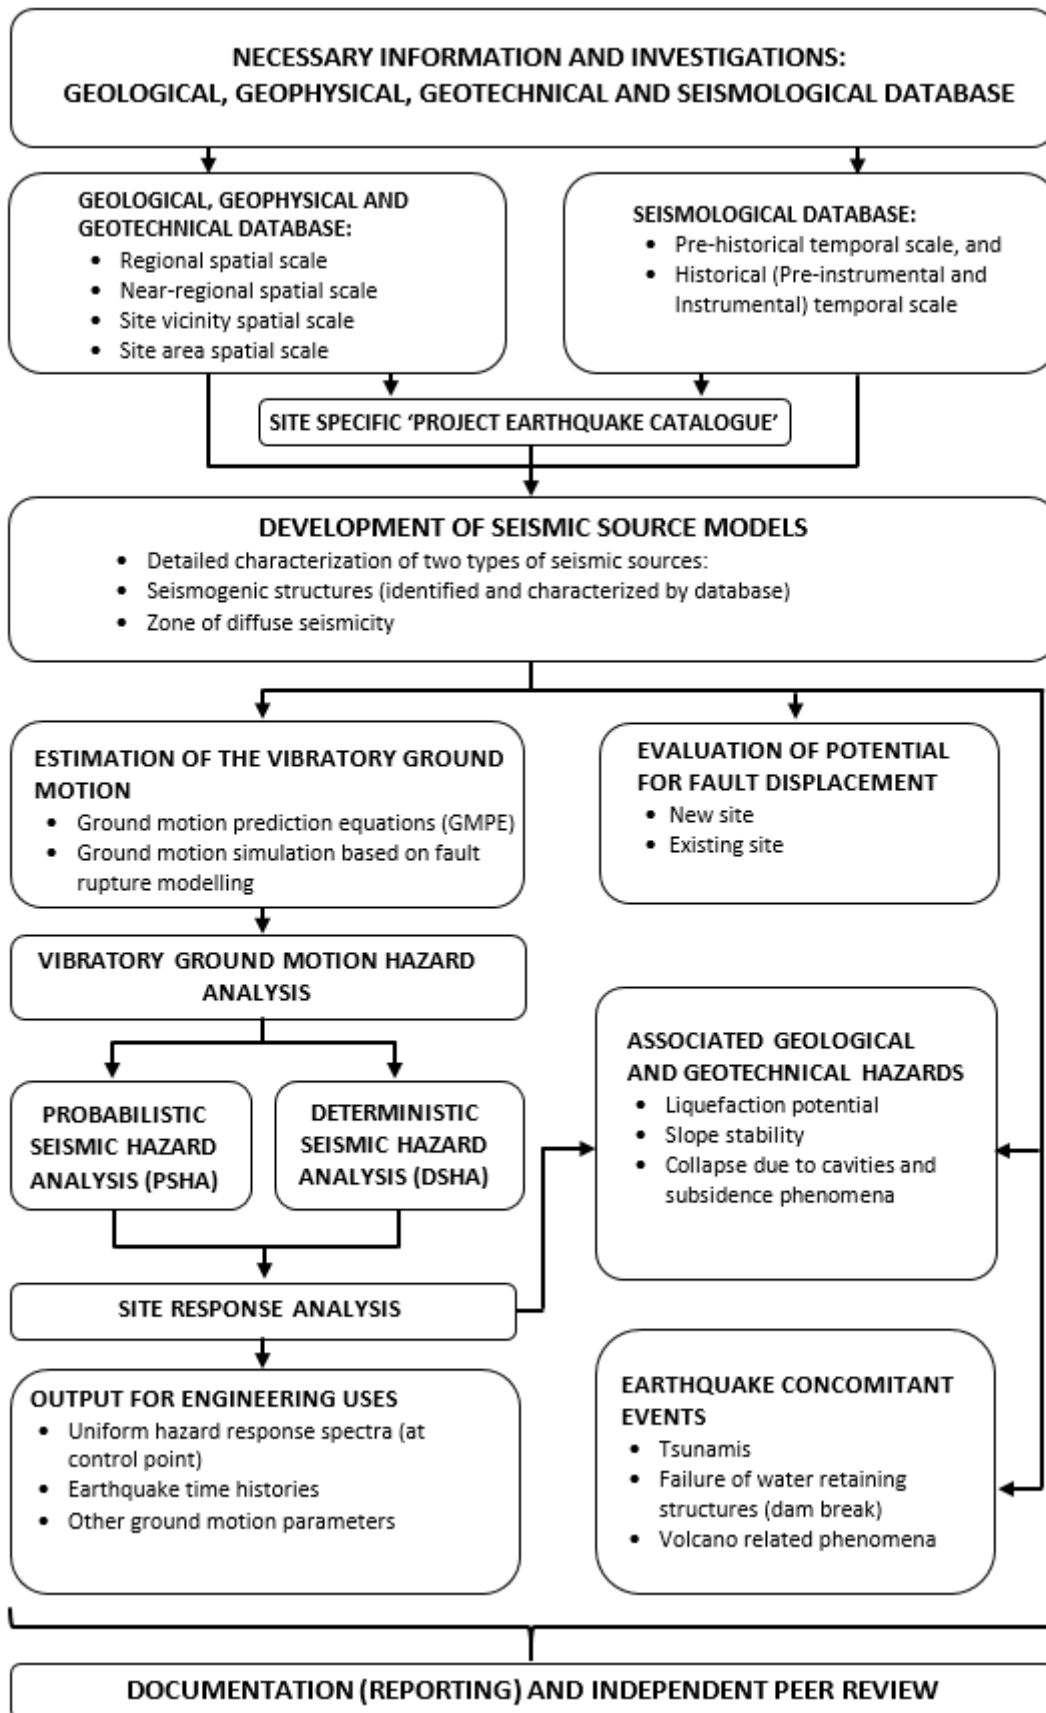 NECESSARY INFORMATION AND INVESTIGATIONS:
GEOLOGICAL, GEOPHYSICAL, GEOTECHNICAL AND SEISMOLOGICAL DATABASE
GEOLOGICAL, GEOPHYSICAL AND
GEOTECHNICAL DATABASE:
• Regional spatial scale
• Near-regional spatial scale
• Site vicinity spatial scale
• Site area spatial scale
SEISMOLOGICAL DATABASE:
• Pre-historical temporal scale, and
• Historical (Pre-instrumental and
Instrumental) temporal scale
SITE SPECIFIC ‘PROJECT EARTHQUAKE CATALOGUE’
DEVELOPMENT OF SEISMIC SOURCE MODELS
• Detailed characterization of two types of seismic sources:
• Seismogenic structures (identified and characterized by database)
• Zone of diffuse seismicity
ESTIMATION OF THE VIBRATORY GROUND
MOTION
• Ground motion prediction equations (GMPE)
• Ground motion simulation based on fault
rupture modelling
EVALUATION OF POTENTIAL
FOR FAULT DISPLACEMENT
• New site
• Existing site
VIBRATORY GROUND MOTION HAZARD
ANALYSIS
PROBABILISTIC
SEISMIC HAZARD
ANALYSIS (PSHA)
DETERMINISTIC
SEISMIC HAZARD
ANALYSIS (DSHA)
ASSOCIATED GEOLOGICAL
AND GEOTECHNICAL HAZARDS
• Liquefaction potential
• Slope stability
• Collapse due to cavities and
subsidence phenomena
SITE RESPONSE ANALYSIS
OUTPUT FOR ENGINEERING USES
• Uniform hazard response spectra (at
control point)
• Earthquake time histories
• Other ground motion parameters
EARTHQUAKE CONCOMITANT
EVENTS
• Tsunamis
• Failure of water retaining
structures (dam break)
• Volcano related phenomena
DOCUMENTATION (REPORTING) AND INDEPENDENT PEER REVIEW